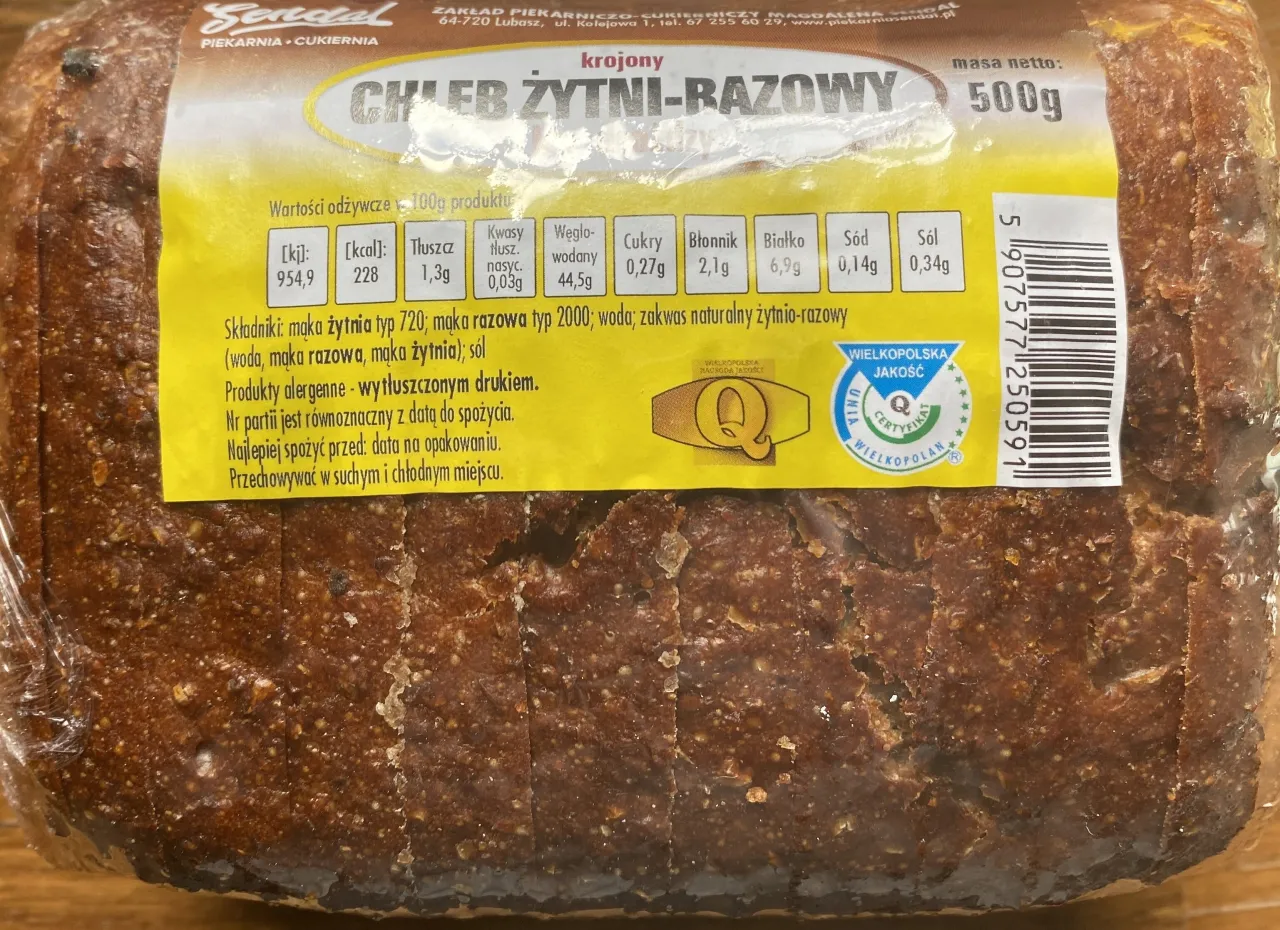 Sendal
PIEKARNIA • CUKIERNIA
ZAKŁAD PIEKARNICZO-CUKIERNICZY MAGDALENA SENDAL
64-720 Lubasz, ul. Kolejowa 1, tel. 67 255 60 29, www.piekarniasendal.pl
krojony
CHLEB ŻYTNI-RAZOWY
masa netto:
500g
Wartości odżywcze w 100g produktu
[kj]: 954,9
[kcal]: 228
Tłuszcz 1,3g
Kwasy tłusz. nasyc. 0,03g
Węglo-wodany 44,5g
Cukry 0,27g
Błonnik 2,1g
Białko 6,9g
Sód 0,14g
Sól 0,34g
Składniki: mąka żytnia typ 720; mąka razowa typ 2000; woda; zakwas naturalny żytnio-razowy
(woda, mąka razowa, mąka żytnia); sól
Produkty alergenne - wytłuszczonym drukiem.
Nr partii jest równoznaczny z datą do spożycia.
Najlepiej spożyć przed: data na opakowaniu.
Przechowywać w suchym i chłodnym miejscu.
WIELKOPOLSKA
NAGRODA JAKOŚCI
Q
WIELKOPOLSKA
JAKOŚĆ
Q
CERTYFIKAT
UNIA WIELKOPOLAN
®
5 907577 250591